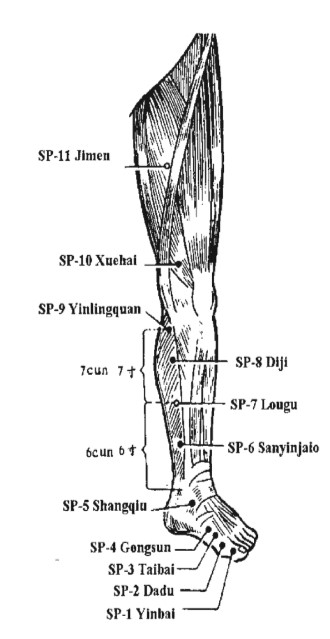 SP-11 Jimen
SP-10 Xuehai
SP-9 Yinlingquan
SP-8 Diji
7cun 7寸
SP-7 Lougu
SP-6 Sanyinjaio
6cun 6寸
SP-5 Shangqiu
SP-4 Gongsun
SP-3 Taibai
SP-2 Dadu
SP-1 Yinbai